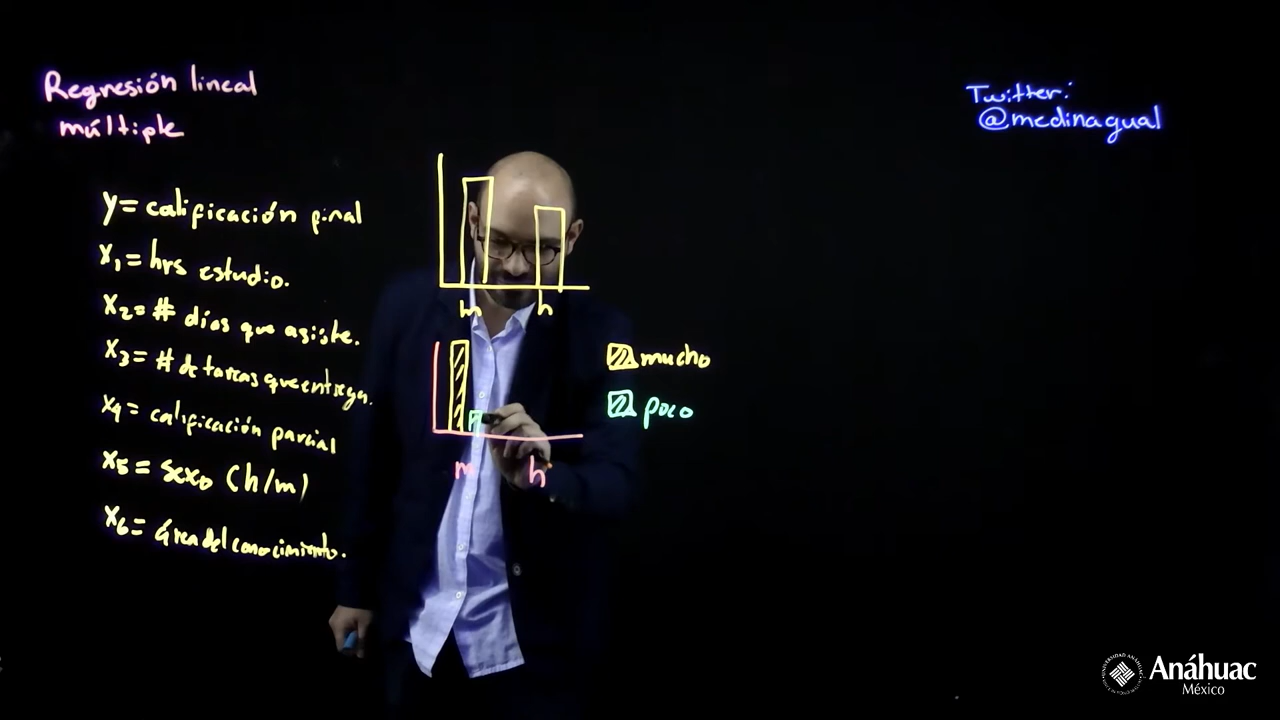 Regresión lineal
múltiple
Twitter:
@medinagual
y = calificación final
x₁ = hrs estudio.
x₂ = # días que asiste.
x₃ = # de tareas que entrega.
x₄ = calificación parcial
x₅ = sexo (h/m)
x₆ = área del conocimiento.
m h
mucho
poco
m h
Anáhuac
México